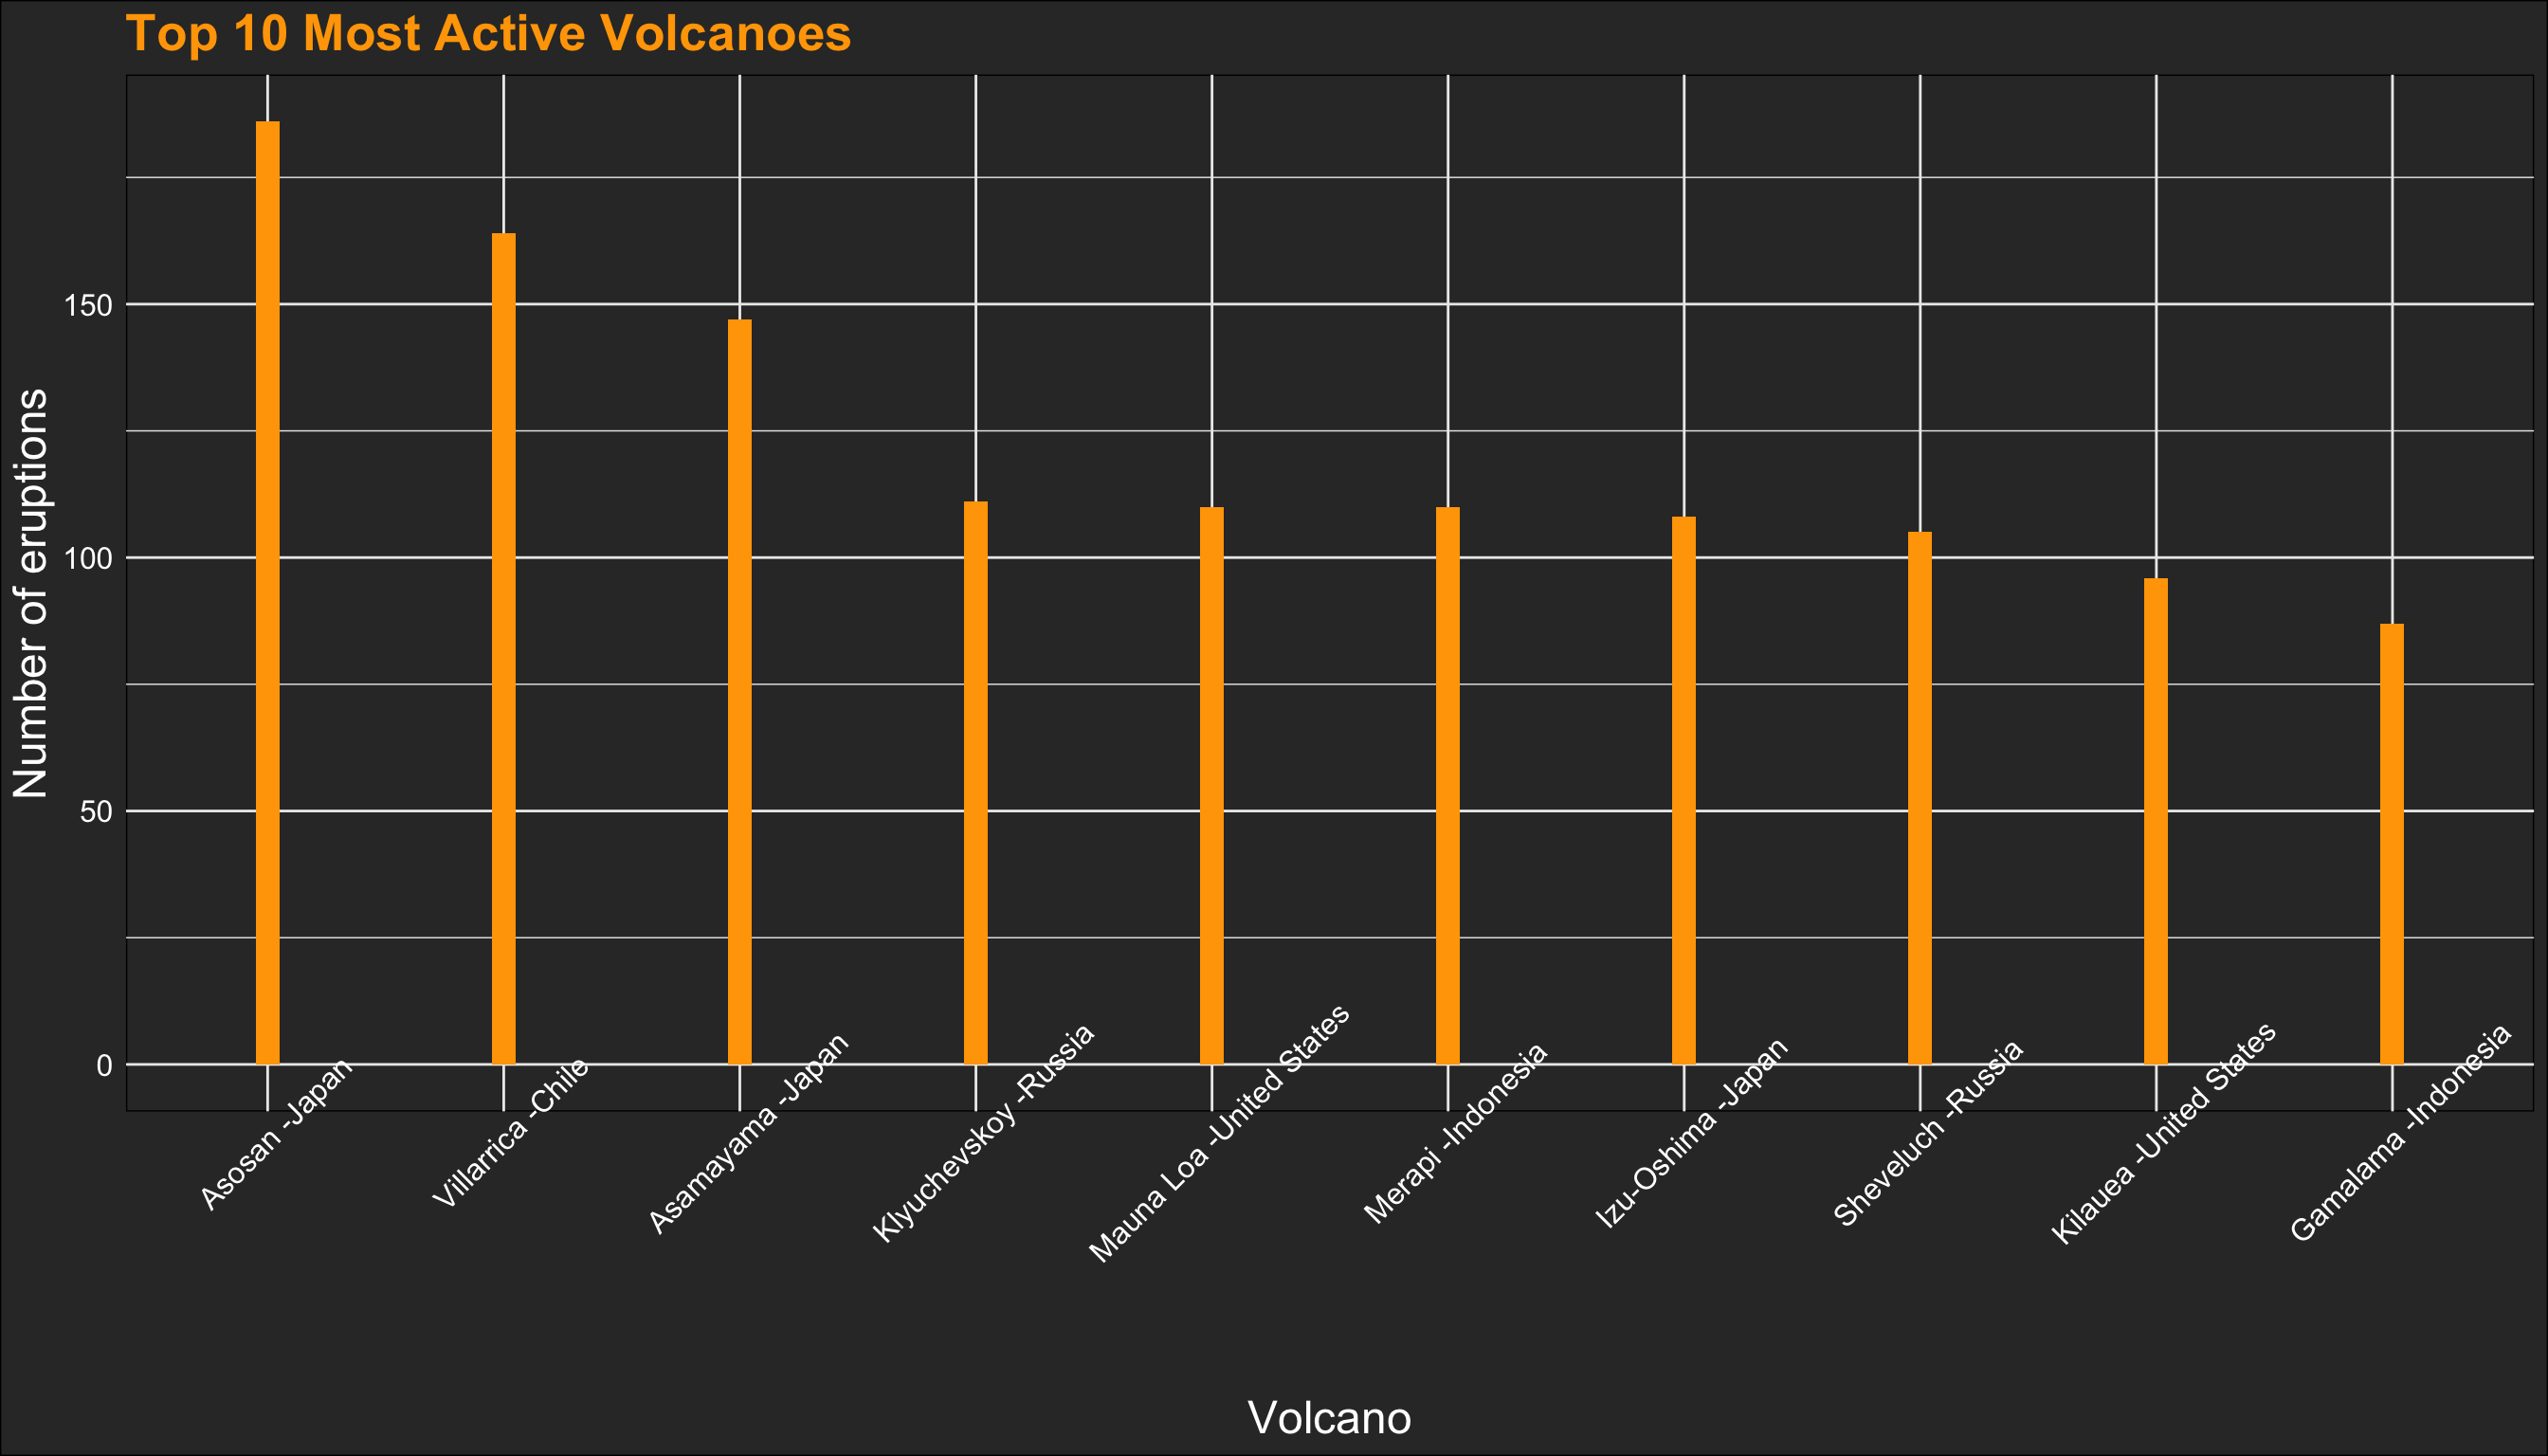 Top 10 Most Active Volcanoes
Number of eruptions
150
100
50
0
Asosan -Japan
Villarrica -Chile
Asamayama -Japan
Klyuchevskoy -Russia
Mauna Loa -United States
Merapi -Indonesia
Izu-Oshima -Japan
Sheveluch -Russia
Kilauea -United States
Gamalama -Indonesia
Volcano